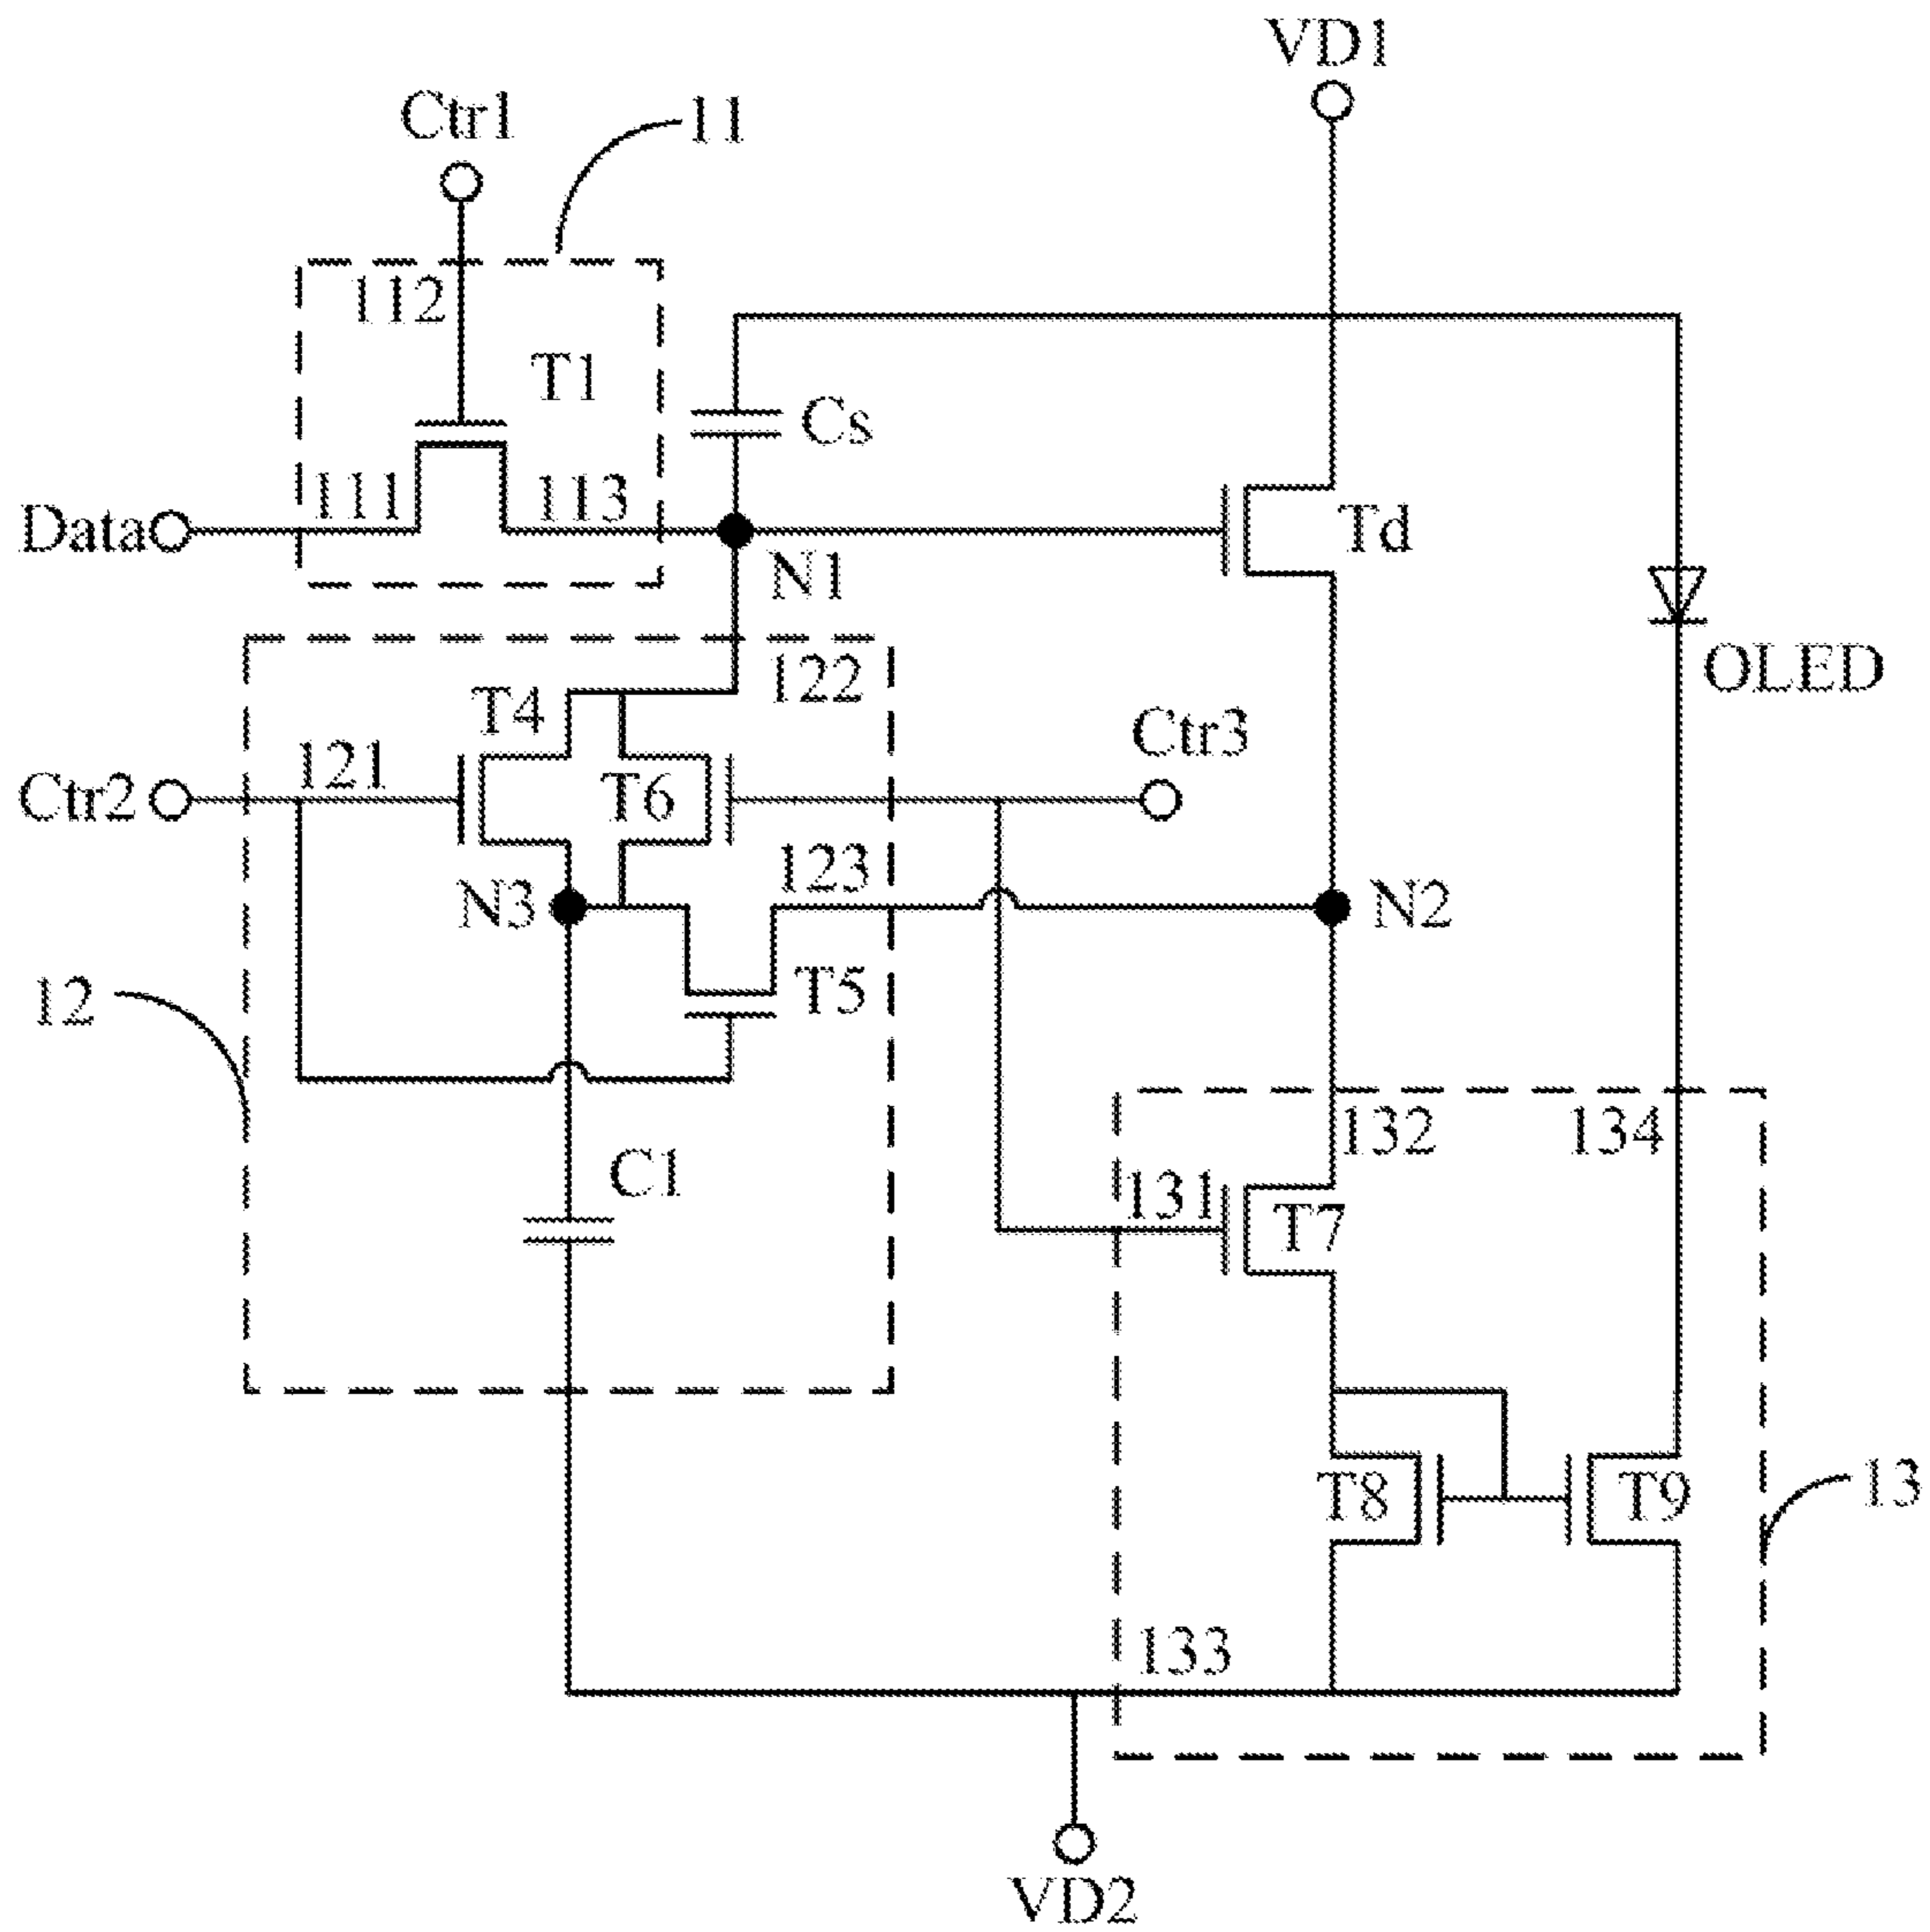 VD1
Ctr1
11
112
T1
Cs
111
113
Data
Td
N1
122
OLED
T4
Ctr3
121
T6
Ctr2
123
N3
N2
T5
12
132
134
C1
131
T7
T8
T9
13
133
VD2